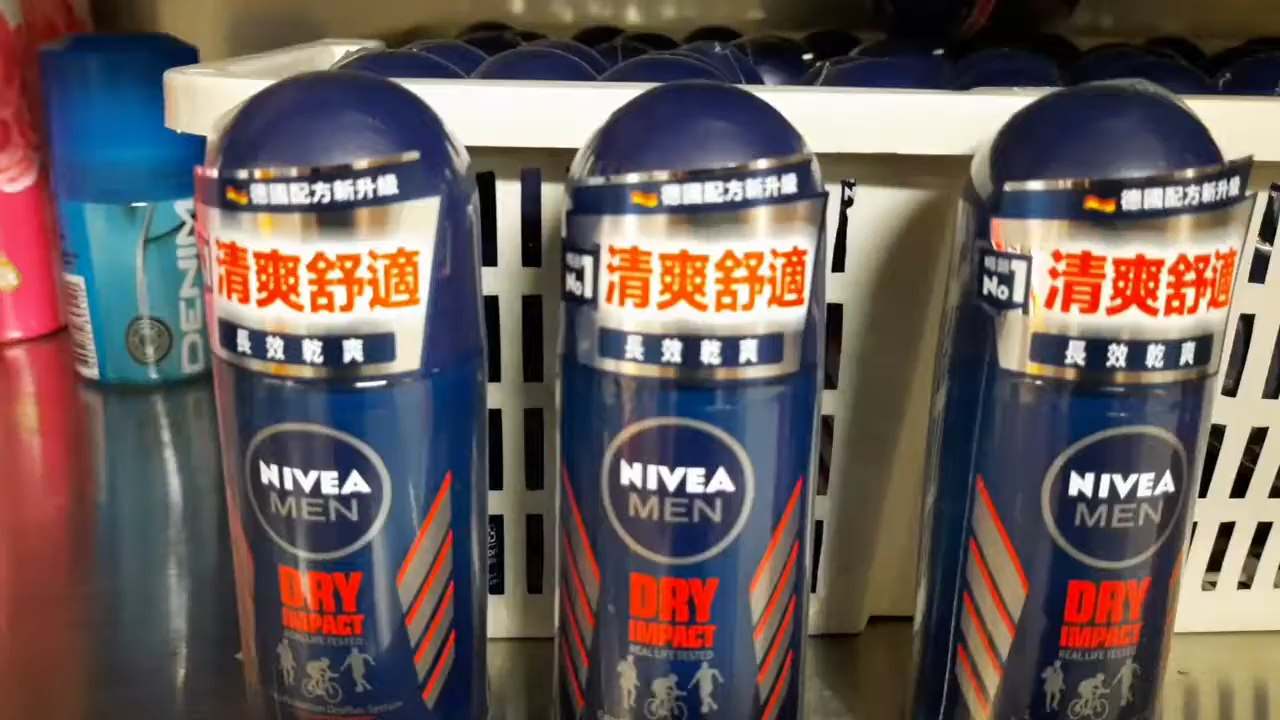 DENIM
德國配方新升級
清爽舒適
長效乾爽
NIVEA
MEN
DRY
IMPACT
REAL LIFE TESTED
德國配方新升級
No1
清爽舒適
長效乾爽
NIVEA
MEN
DRY
IMPACT
REAL LIFE TESTED
德國配方新升級
No1
清爽舒適
長效乾爽
NIVEA
MEN
DRY
IMPACT
REAL LIFE TESTED